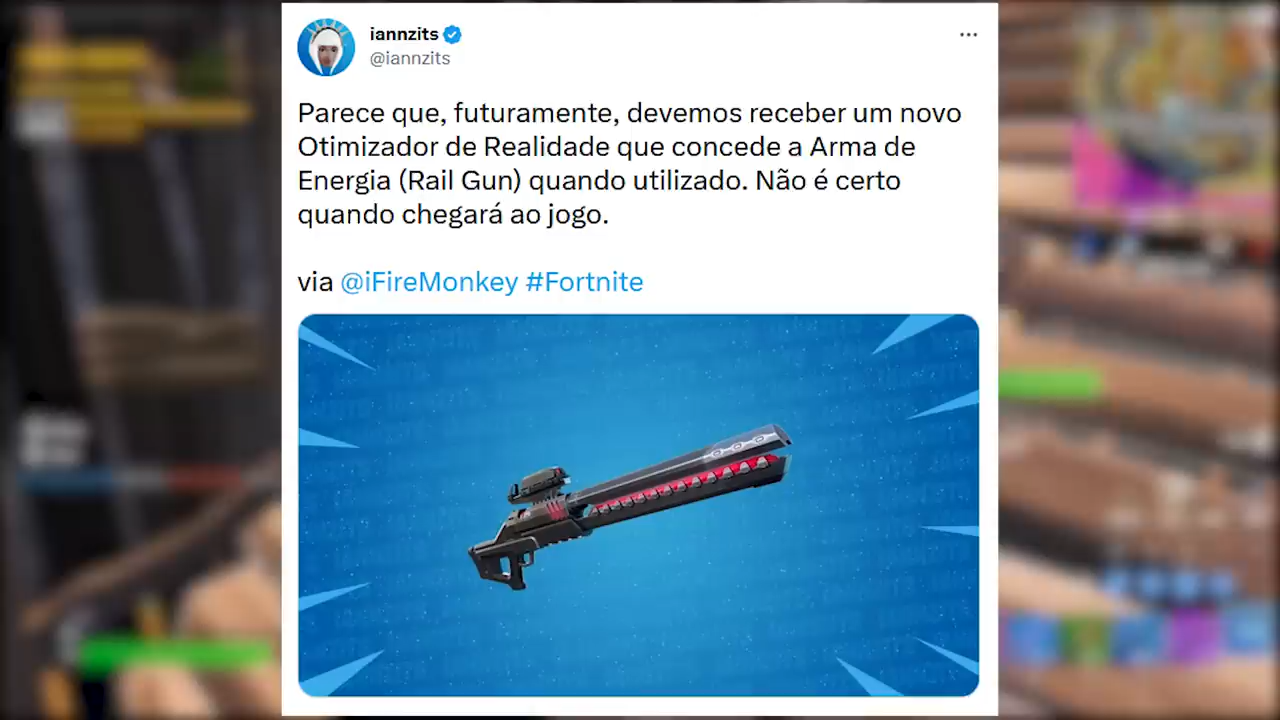 iannzits
@iannzits
Parece que, futuramente, devemos receber um novo
Otimizador de Realidade que concede a Arma de
Energia (Rail Gun) quando utilizado. Não é certo
quando chegará ao jogo.
via @iFireMonkey #Fortnite